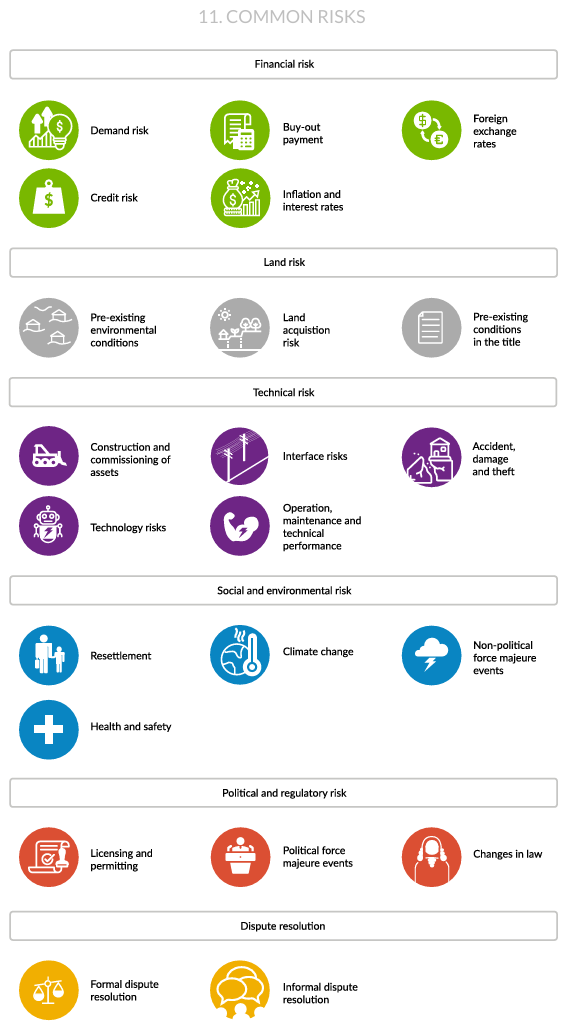 11. COMMON RISKS
Financial risk
Demand risk
Buy-out
payment
Foreign
exchange
rates
Credit risk
Inflation and
interest rates
Land risk
Pre-existing
environmental
conditions
Land
acquistion
risk
Pre-existing
conditions
in the title
Technical risk
Construction and
commissioning of
assets
Interface risks
Accident,
damage
and theft
Technology risks
Operation,
maintenance and
technical
performance
Social and environmental risk
Resettlement
Climate change
Non-political
force majeure
events
Health and safety
Political and regulatory risk
Licensing and
permitting
Political force
majeure events
Changes in law
Dispute resolution
Formal dispute
resolution
Informal dispute
resolution